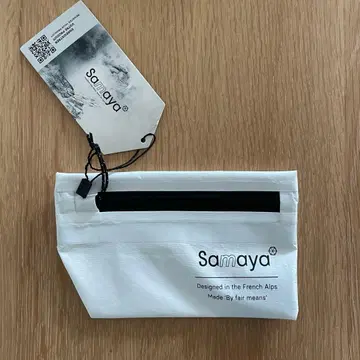 Samaya
Samaya
Designed in the French Alps
Made 'By fair means'